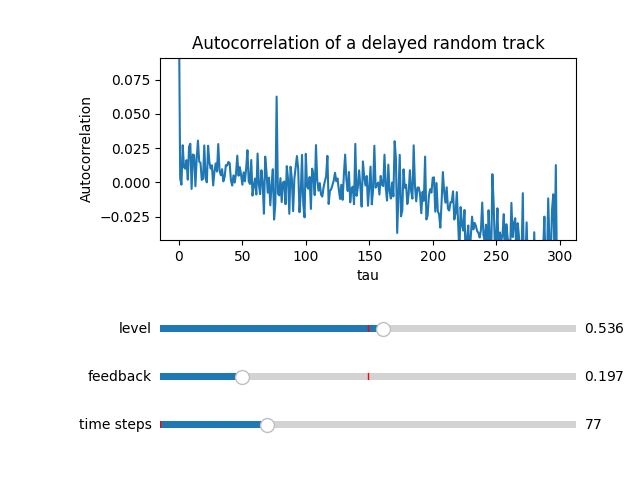 Autocorrelation of a delayed random track
Autocorrelation
0.075
0.050
0.025
0.000
−0.025
0 50 100 150 200 250 300
tau
level 0.536
feedback 0.197
time steps 77